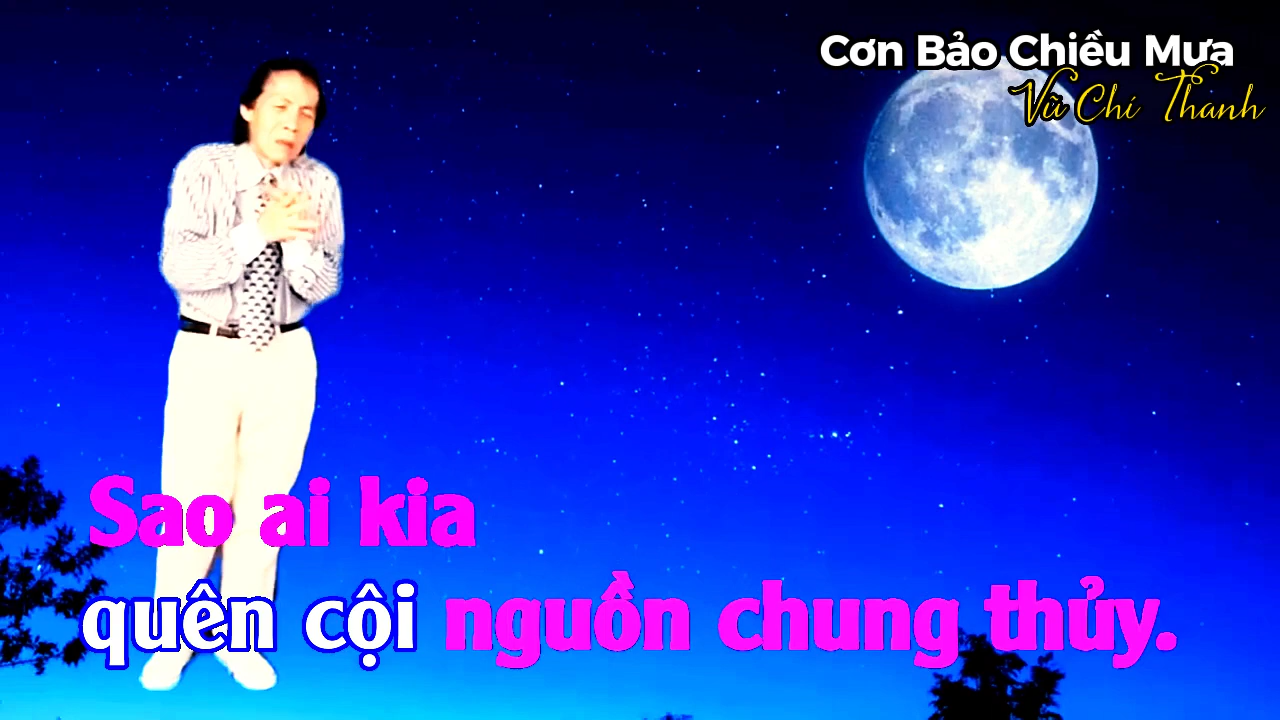 Cơn Bảo Chiều Mưa
Vũ Chí Thanh
Sao ai kia
quên cội nguồn chung thủy.